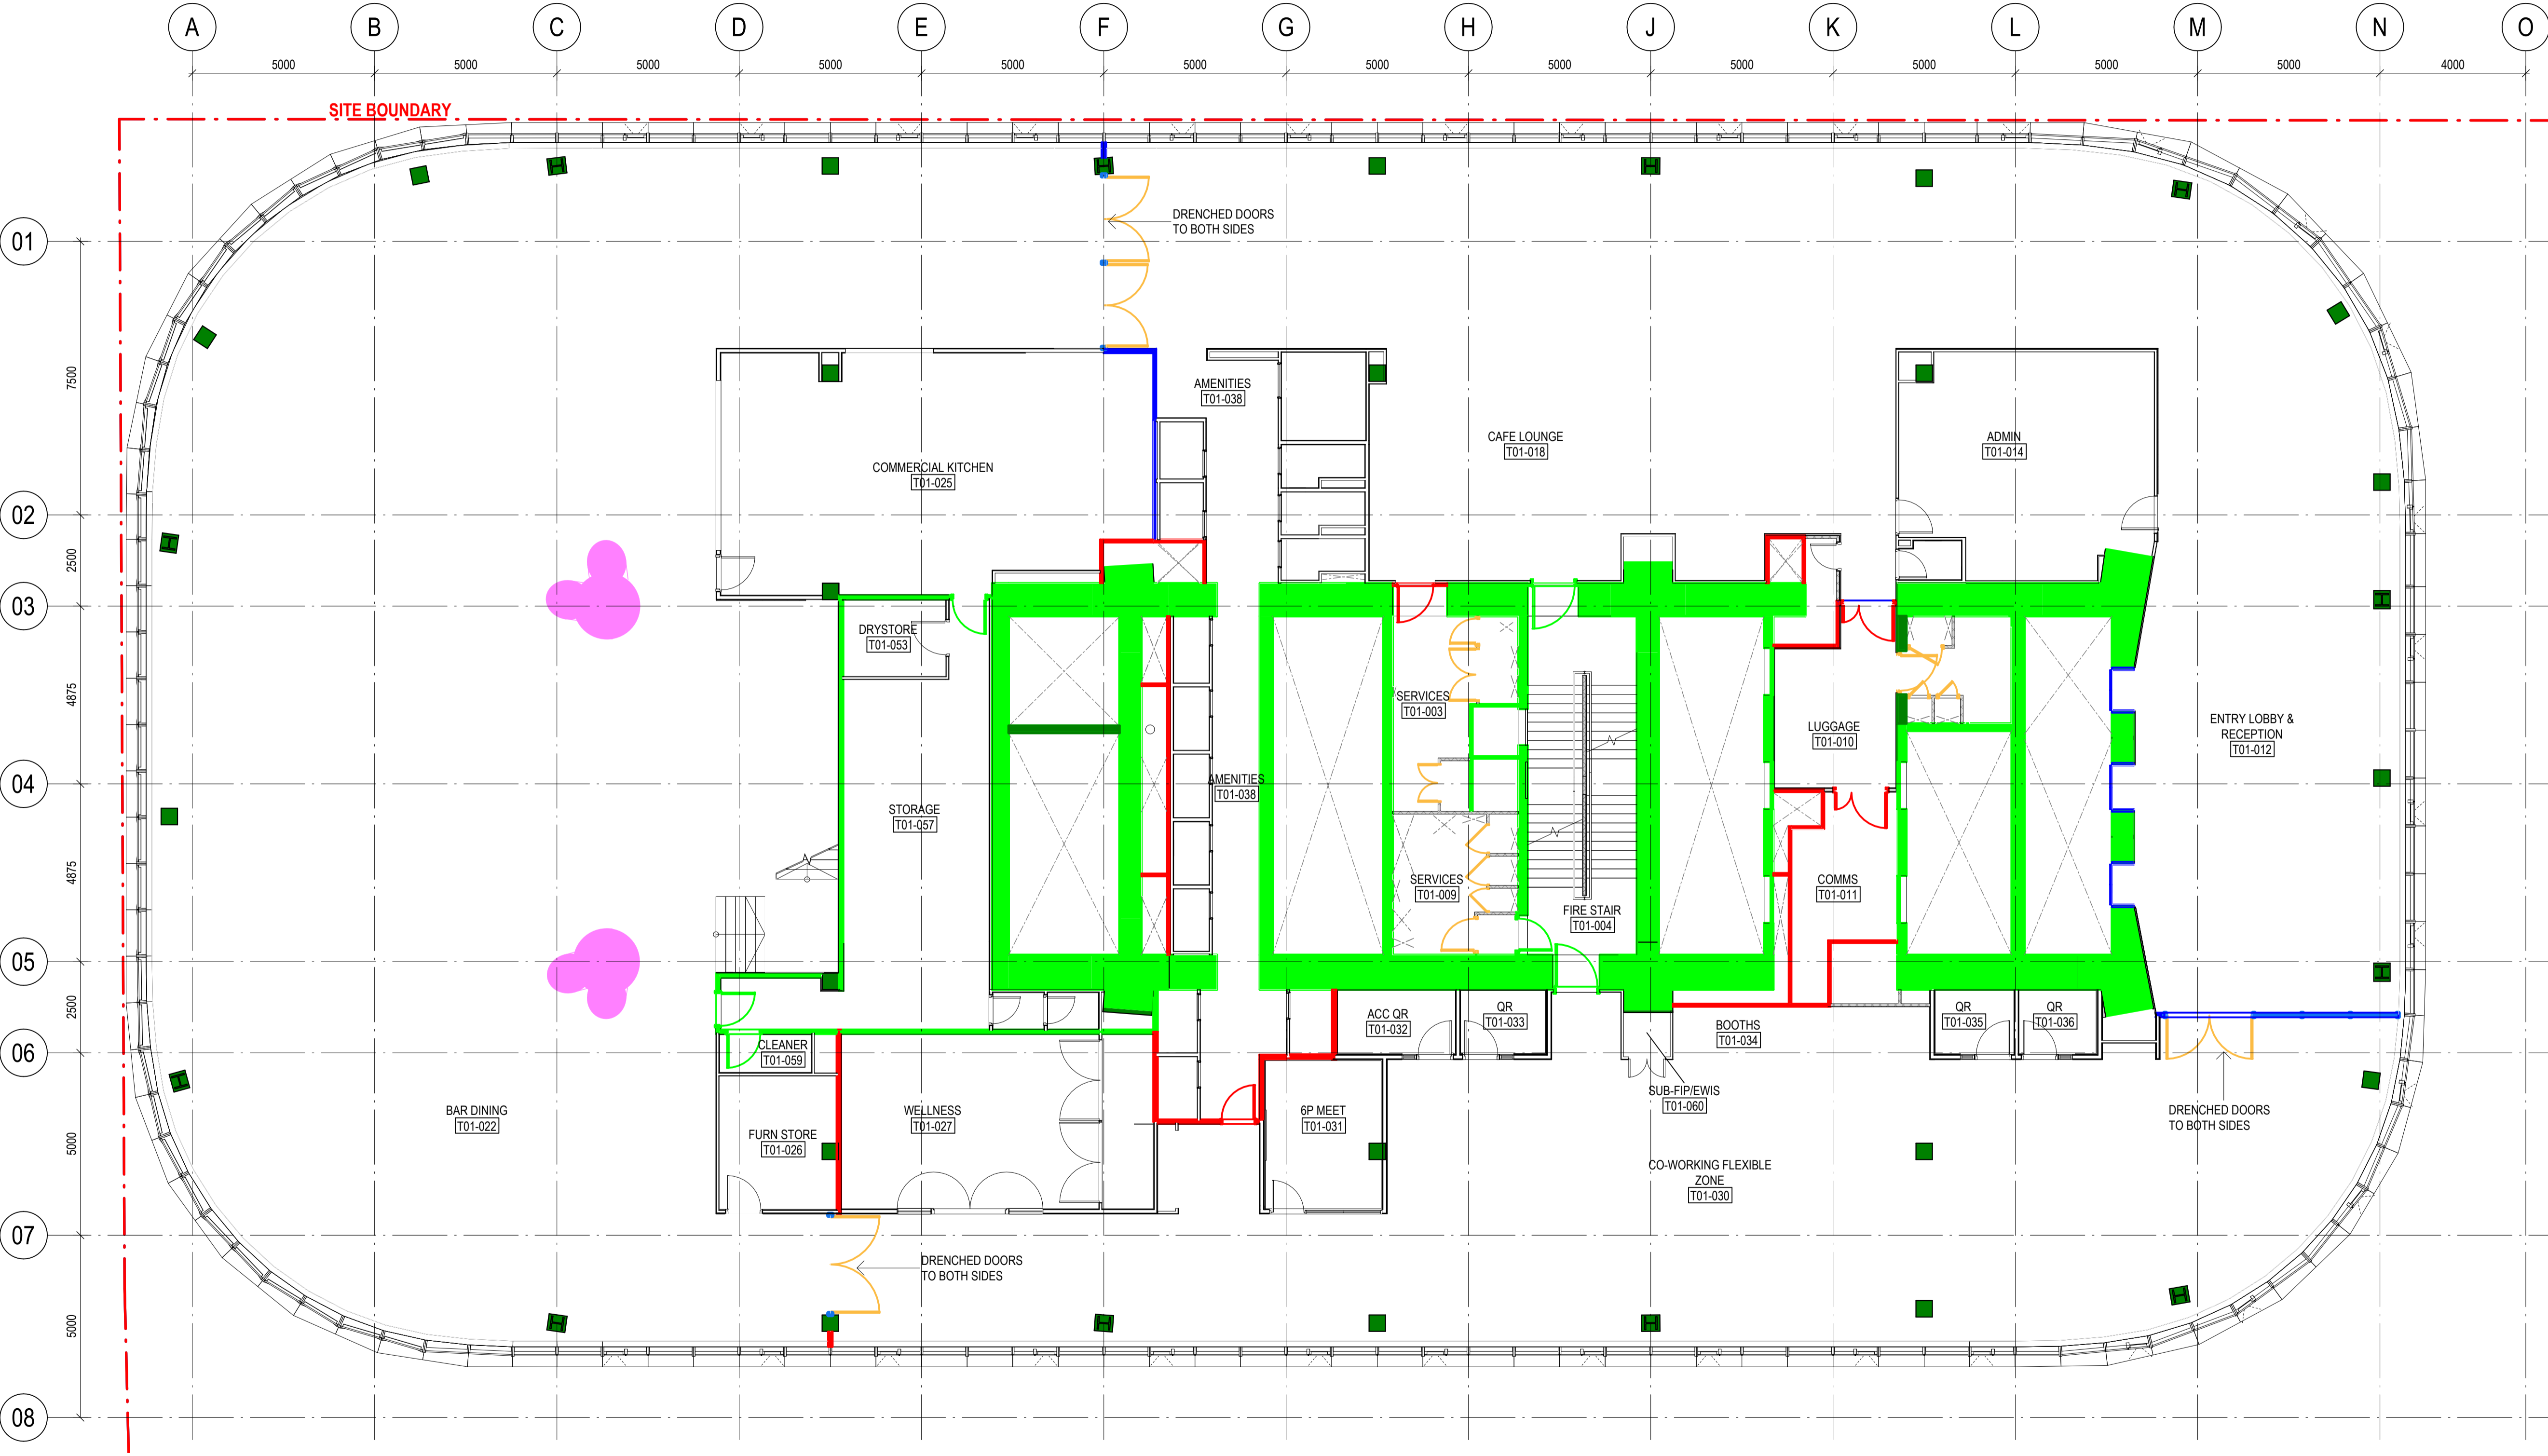 A B C D E F G H J K L M N O
5000 5000 5000 5000 5000 5000 5000 5000 5000 5000 5000 5000 4000
SITE BOUNDARY
DRENCHED DOORS
TO BOTH SIDES
01
7500
AMENITIES
T01-038
CAFE LOUNGE
T01-018
ADMIN
T01-014
COMMERCIAL KITCHEN
T01-025
02
2500
03
DRYSTORE
T01-053
4875
SERVICES
T01-003
LUGGAGE
T01-010
ENTRY LOBBY &
RECEPTION
T01-012
04
AMENITIES
T01-038
STORAGE
T01-057
4875
SERVICES
T01-009
COMMS
T01-011
FIRE STAIR
T01-004
05
2500
ACC QR
T01-032
QR
T01-033
BOOTHS
T01-034
QR
T01-035
QR
T01-036
06
CLEANER
T01-059
SUB-FIP/EWIS
T01-060
BAR DINING
T01-022
WELLNESS
T01-027
6P MEET
T01-031
DRENCHED DOORS
TO BOTH SIDES
5000
FURN STORE
T01-026
CO-WORKING FLEXIBLE
ZONE
T01-030
07
DRENCHED DOORS
TO BOTH SIDES
5000
08